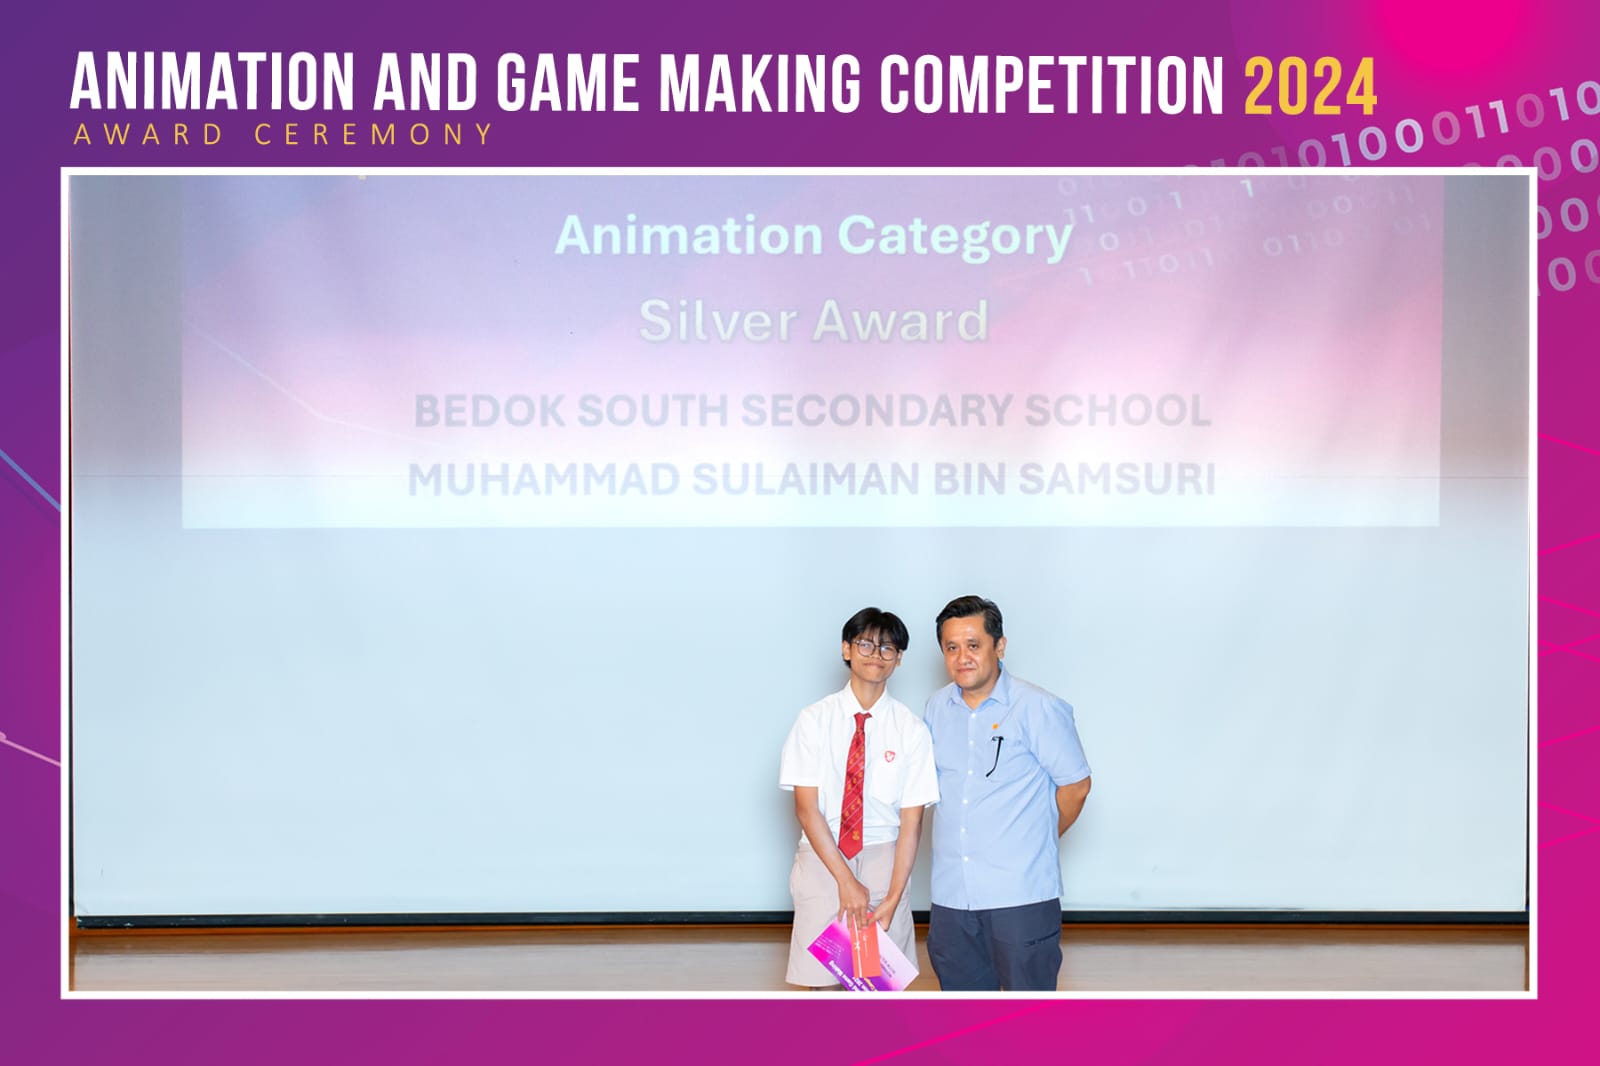 ANIMATION AND GAME MAKING COMPETITION 2024
AWARD CEREMONY
Animation Category
Silver Award
BEDOK SOUTH SECONDARY SCHOOL
MUHAMMAD SULAIMAN BIN SAMSURI